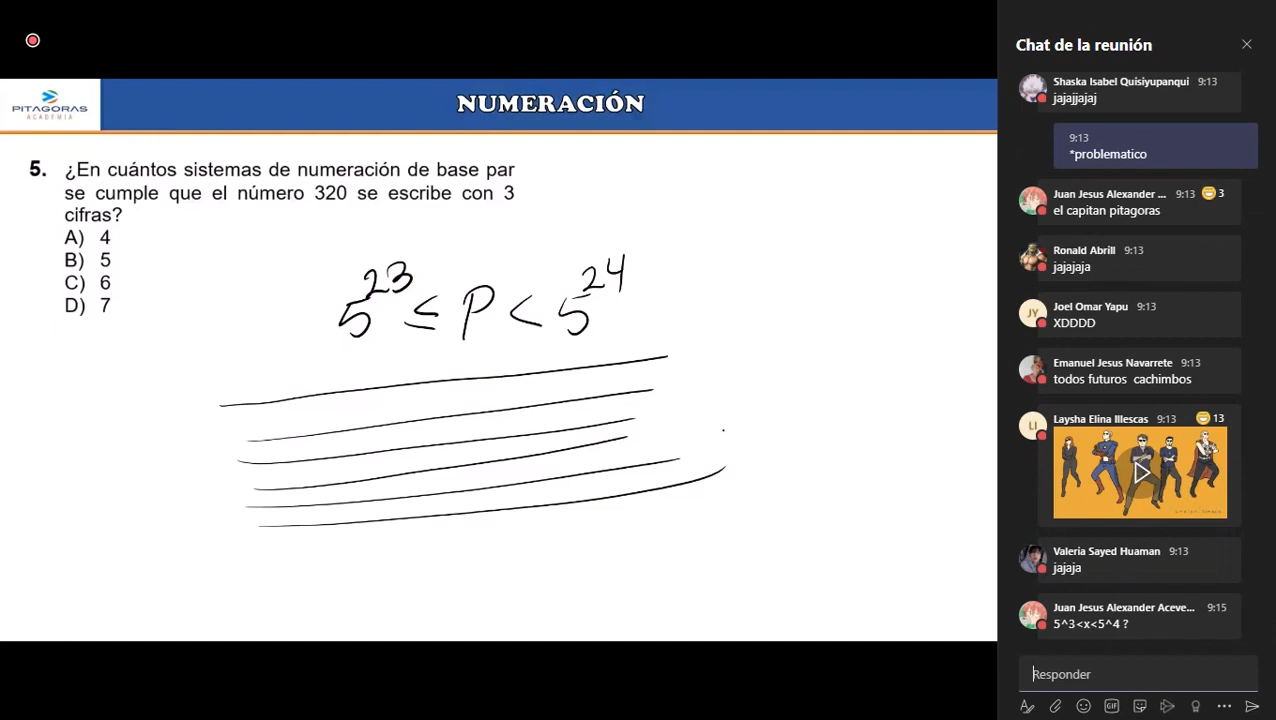 Chat de la reunión
PITAGORAS
ACADEMIA
NUMERACIÓN
5. ¿En cuántos sistemas de numeración de base par
se cumple que el número 320 se escribe con 3
cifras?
A) 4
B) 5
C) 6
D) 7
5^23 ≤ P < 5^24
Shaska Isabel Quisiyupanqui 9:13
jajajjajaj
9:13
*problematico
Juan Jesus Alexander ... 9:13 3
el capitan pitagoras
Ronald Abrill 9:13
jajajaja
JY Joel Omar Yapu 9:13
XDDDD
Emanuel Jesus Navarrete 9:13
todos futuros cachimbos
LI Laysha Elina Illescas 9:13 13
Valeria Sayed Huaman 9:13
jajaja
Juan Jesus Alexander Aceve... 9:15
5^3<x<5^4 ?
Responder
GIF